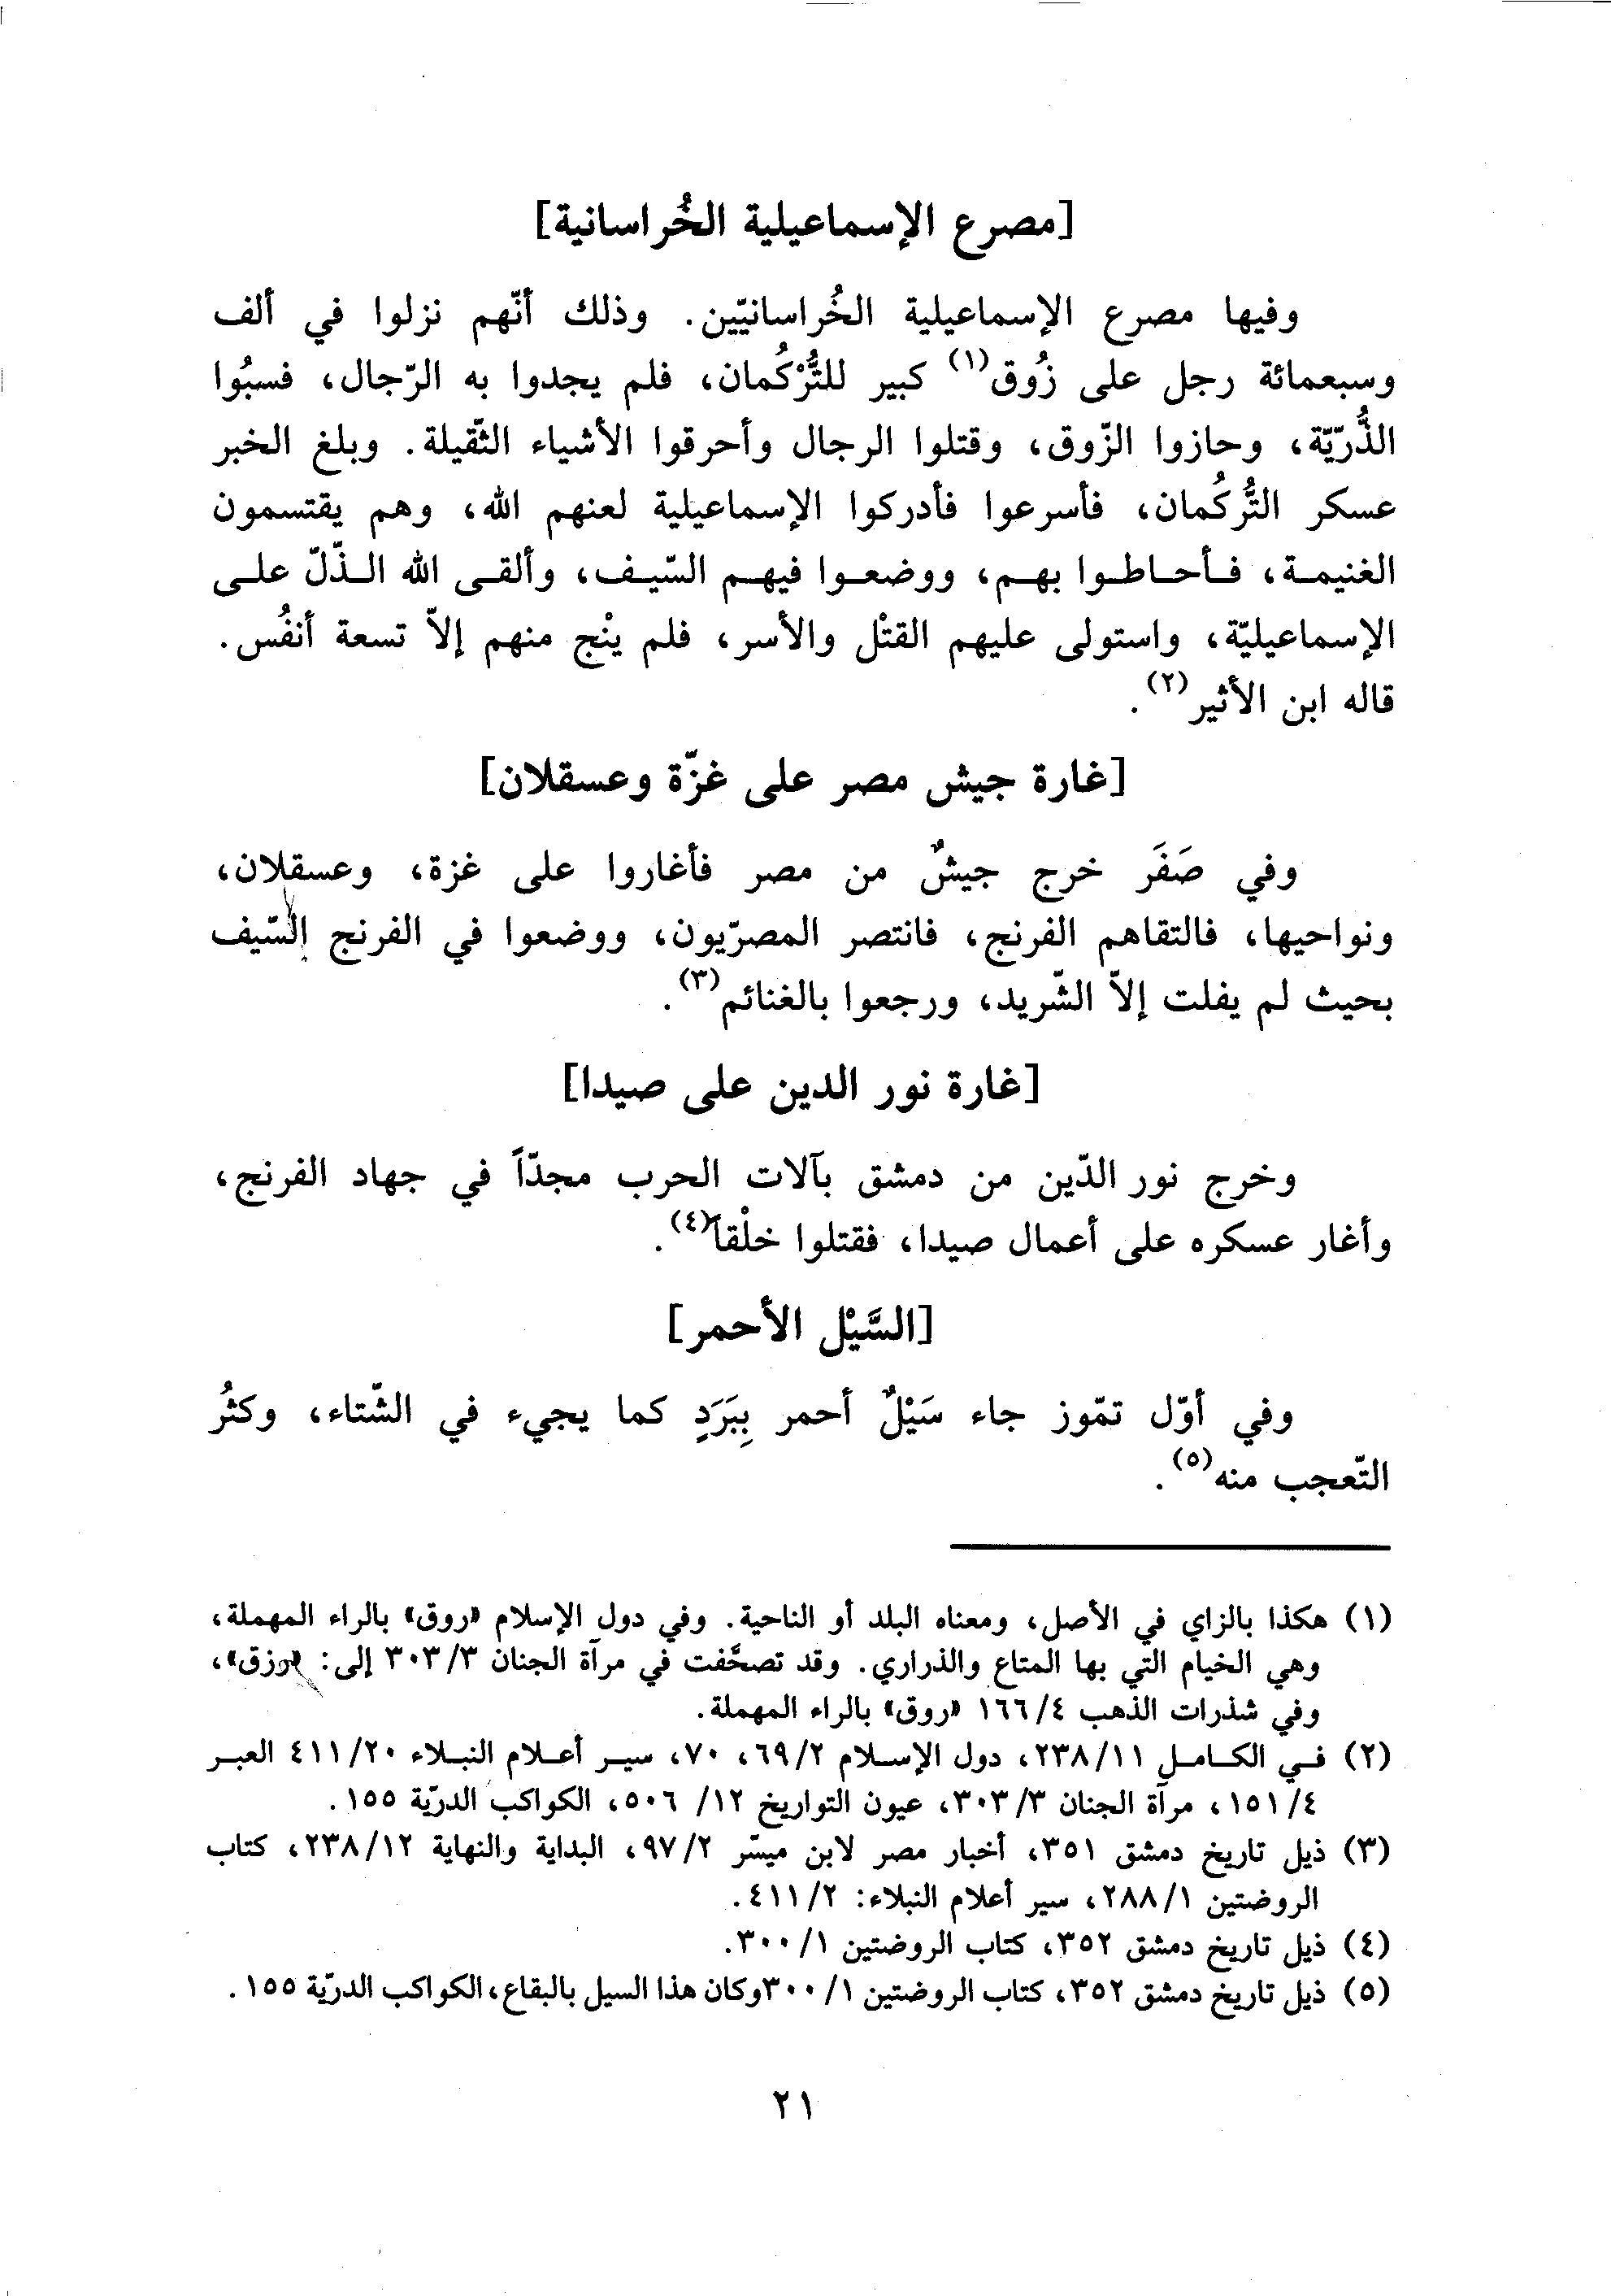 [مصرع الإسماعيلية الخُراسانية]
وفيها مصرع الإسماعيلية الخُراسانيّين. وذلك أنّهم نزلوا في ألف
وسبعمائة رجل على زُوق(١) كبير للتُّرْكُمان، فلم يجدوا به الرّجال، فسبُوا
الذُّرّيّة، وحازوا الزّوق، وقتلوا الرجال وأحرقوا الأشياء الثّقيلة. وبلغ الخبر
عسكر التُّركُمان، فأسرعوا فأدركوا الإسماعيلية لعنهم الله، وهم يقتسمون
الغنيمة، فأحاطوا بهم، ووضعوا فيهم السّيف، وألقى الله الذّلّ على
الإسماعيليّة، واستولى عليهم القتْل والأسر، فلم ينْج منهم إلاّ تسعة أنفُس.
قاله ابن الأثير(٢).
[غارة جيش مصر على غزّة وعسقلان]
وفي صَفَر خرج جيشٌ من مصر فأغاروا على غزة، وعسقلان،
ونواحيها، فالتقاهم الفرنج، فانتصر المصرّيون، ووضعوا في الفرنج السّيف
بحيث لم يفلت إلاّ الشّريد، ورجعوا بالغنائم(٣).
[غارة نور الدين على صيدا]
وخرج نور الدّين من دمشق بآلات الحرب مجدّاً في جهاد الفرنج،
وأغار عسكره على أعمال صيدا، فقتلوا خلْقاً(٤).
[السَّيْل الأحمر]
وفي أوّل تمّوز جاء سَيْلٌ أحمر بِبَرَدٍ كما يجيء في الشّتاء، وكثُر
التّعجب منه(٥).
(١) هكذا بالزاي في الأصل، ومعناه البلد أو الناحية. وفي دول الإسلام «روق» بالراء المهملة،
وهي الخيام التي بها المتاع والذراري. وقد تصحّفت في مرآة الجنان ٣/ ٣٠٣ إلى: «ورزق»،
وفي شذرات الذهب ٤/ ١٦٦ «روق» بالراء المهملة.
(٢) في الكامل ١١/ ٢٣٨، دول الإسلام ٢/ ٦٩، ٧٠، سير أعلام النبلاء ٢٠/ ٤١١ العبر
٤/ ١٥١، مرآة الجنان ٣/ ٣٠٣، عيون التواريخ ١٢/ ٥٠٦، الكواكب الدرّية ١٥٥.
(٣) ذيل تاريخ دمشق ٣٥١، أخبار مصر لابن ميسّر ٢/ ٩٧، البداية والنهاية ١٢/ ٢٣٨، كتاب
الروضتين ١/ ٢٨٨، سير أعلام النبلاء: ٢/ ٤١١.
(٤) ذيل تاريخ دمشق ٣٥٢، كتاب الروضتين ١/ ٣٠٠.
(٥) ذيل تاريخ دمشق ٣٥٢، كتاب الروضتين ١/ ٣٠٠وكان هذا السيل بالبقاع، الكواكب الدرّية ١٥٥.
٢١